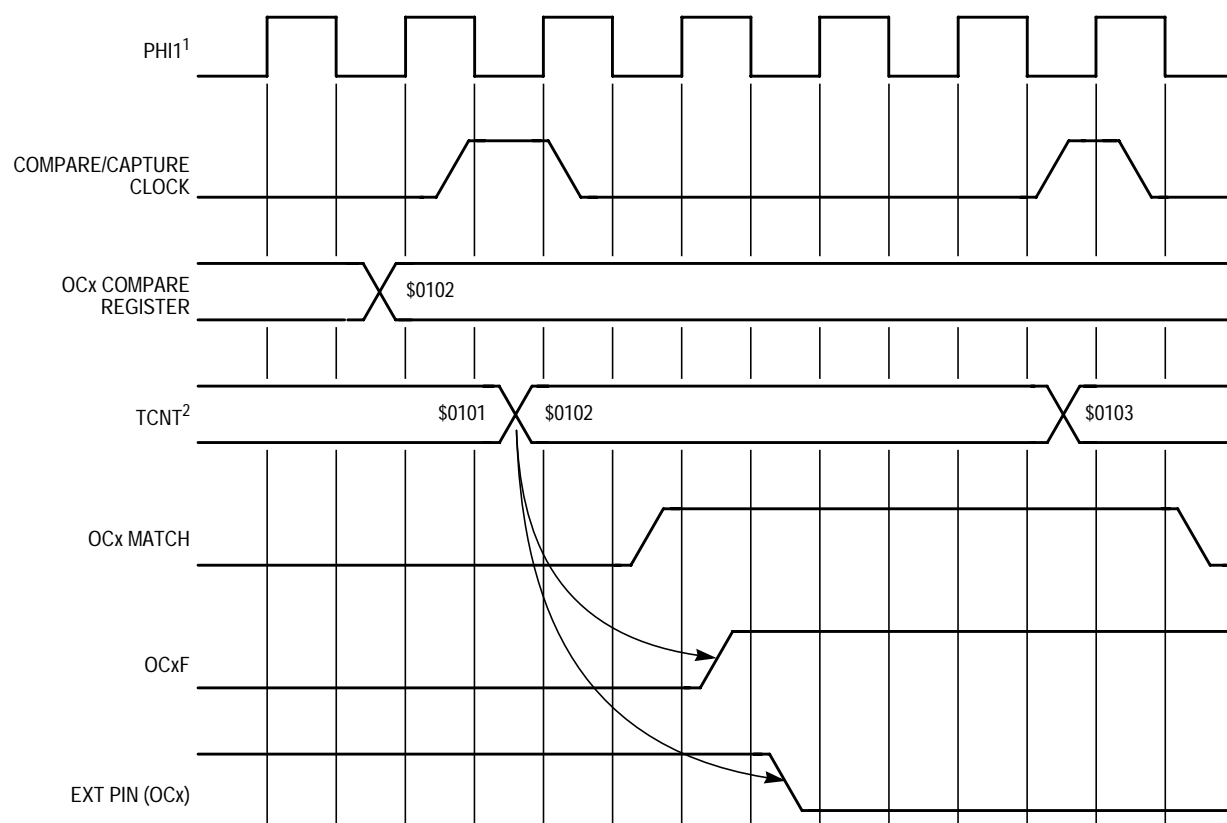 PHI1¹
COMPARE/CAPTURE
CLOCK
OCx COMPARE
REGISTER
$0102
TCNT²
$0101
$0102
$0103
OCx MATCH
OCxF
EXT PIN (OCx)